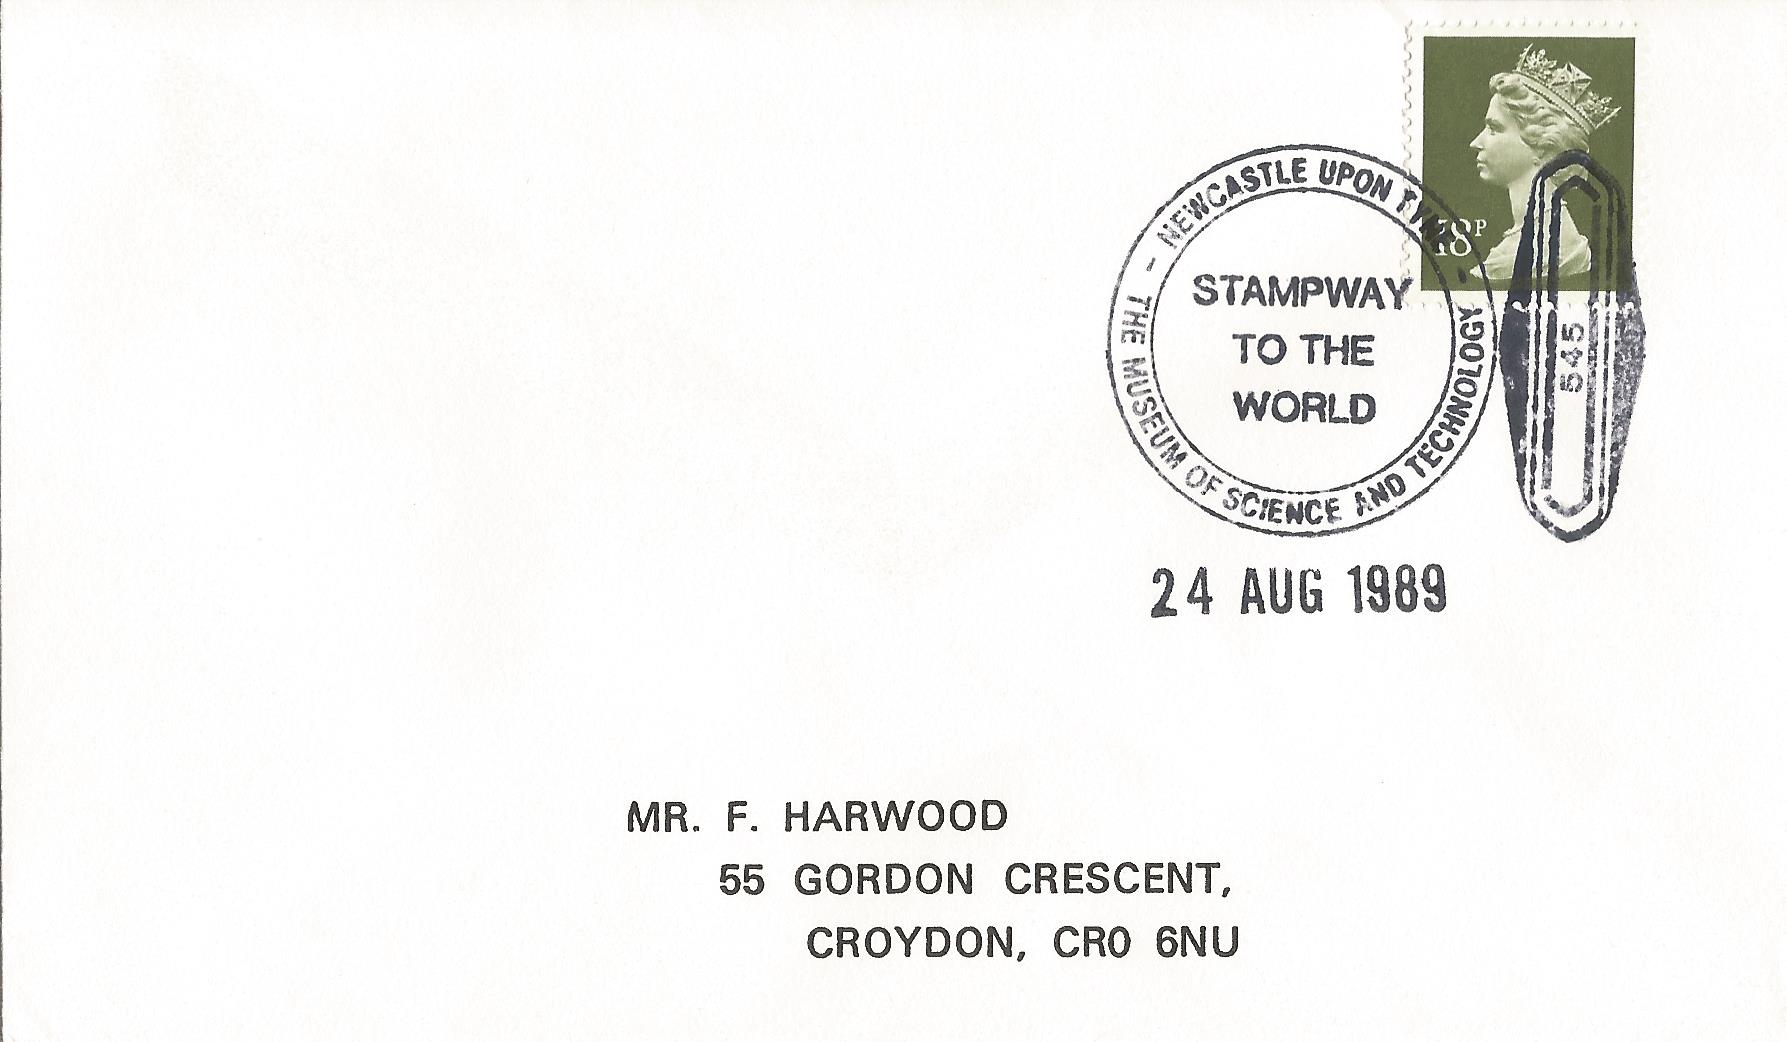 18P
NEWCASTLE UPON TYNE - THE MUSEUM OF SCIENCE AND TECHNOLOGY -
STAMPWAY
TO THE
WORLD
545
24 AUG 1989
MR. F. HARWOOD
55 GORDON CRESCENT,
CROYDON, CR0 6NU